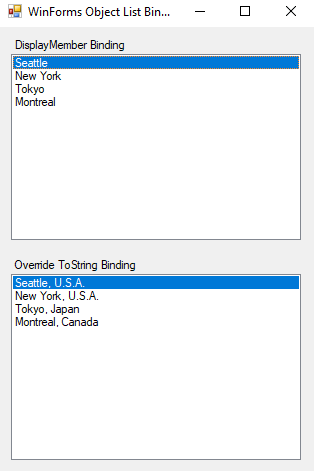 WinForms Object List Bin...
DisplayMember Binding
Seattle
New York
Tokyo
Montreal
Override ToString Binding
Seattle, U.S.A.
New York, U.S.A.
Tokyo, Japan
Montreal, Canada